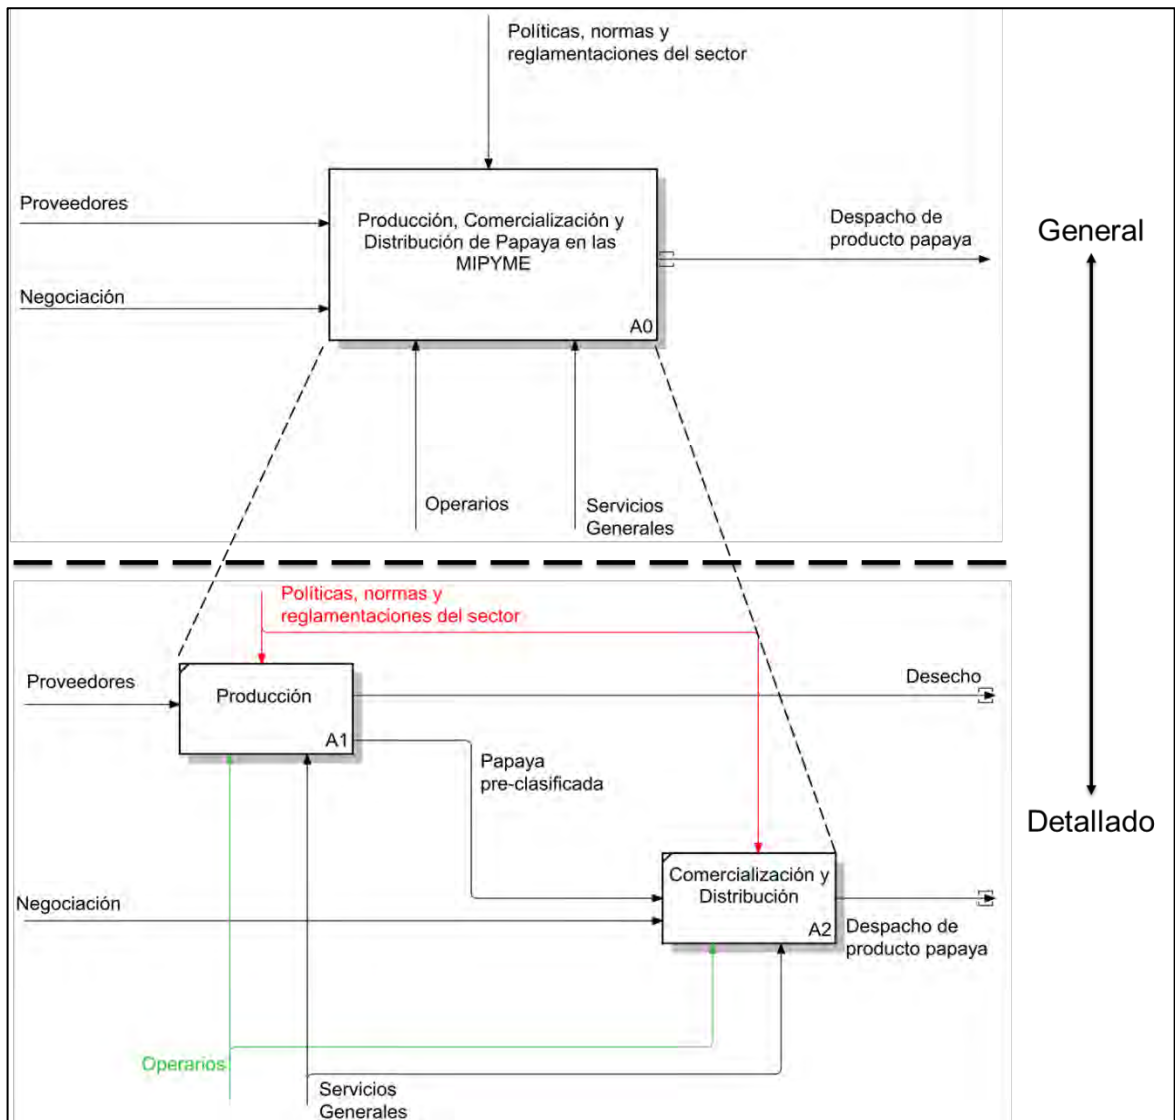 Políticas, normas y
reglamentaciones del sector
Proveedores
Producción, Comercialización y
Distribución de Papaya en las
MIPYME
A0
Negociación
Despacho de
producto papaya
Operarios
Servicios
Generales
General
Detallado
Políticas, normas y
reglamentaciones del sector
Proveedores
Producción
A1
Desecho
Papaya
pre-clasificada
Negociación
Comercialización y
Distribución
A2
Despacho de
producto papaya
Operarios
Servicios
Generales